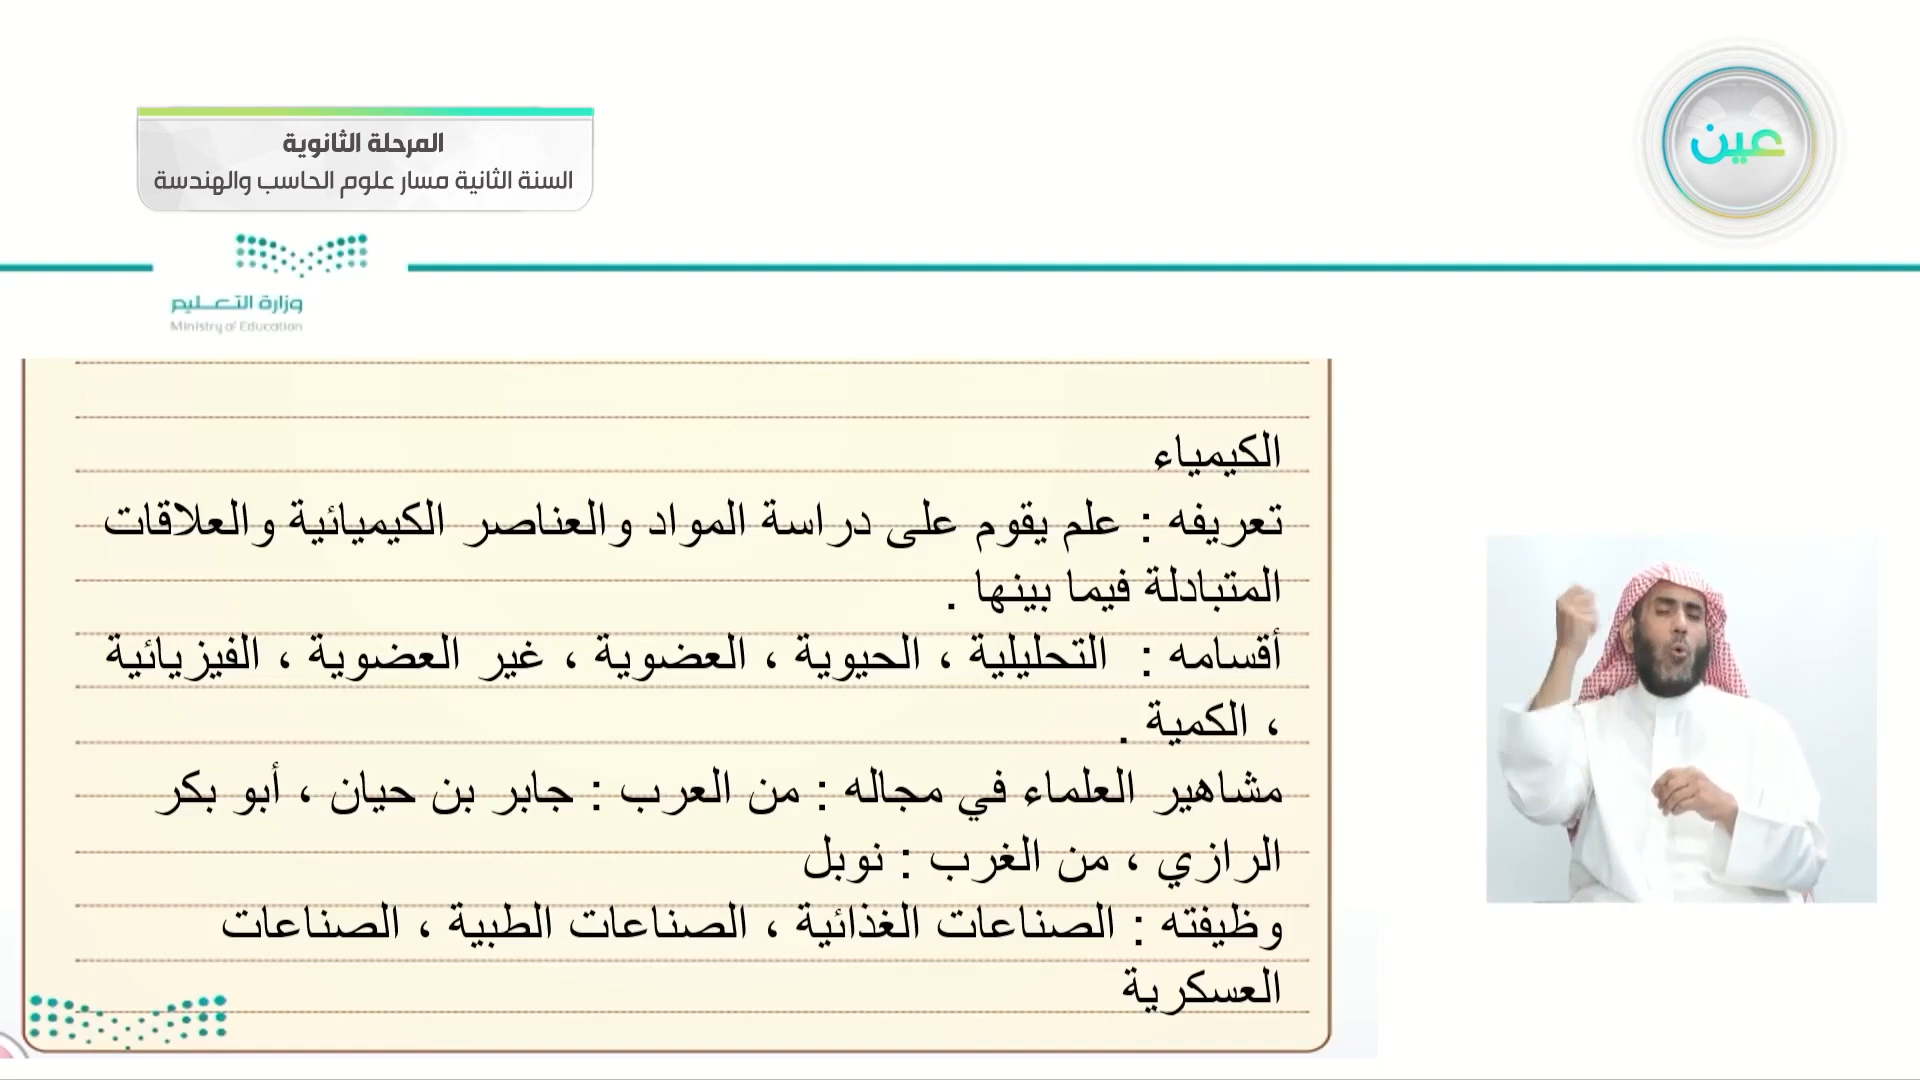 المرحلة الثانوية
السنة الثانية مسار علوم الحاسب والهندسة
عين
وزارة التعليم
Ministry of Education
الكيمياء
تعريفه : علم يقوم على دراسة المواد والعناصر الكيميائية والعلاقات
المتبادلة فيما بينها .
أقسامه : التحليلية ، الحيوية ، العضوية ، غير العضوية ، الفيزيائية
، الكمية .
مشاهير العلماء في مجاله : من العرب : جابر بن حيان ، أبو بكر
الرازي ، من الغرب : نوبل
وظيفته : الصناعات الغذائية ، الصناعات الطبية ، الصناعات
العسكرية